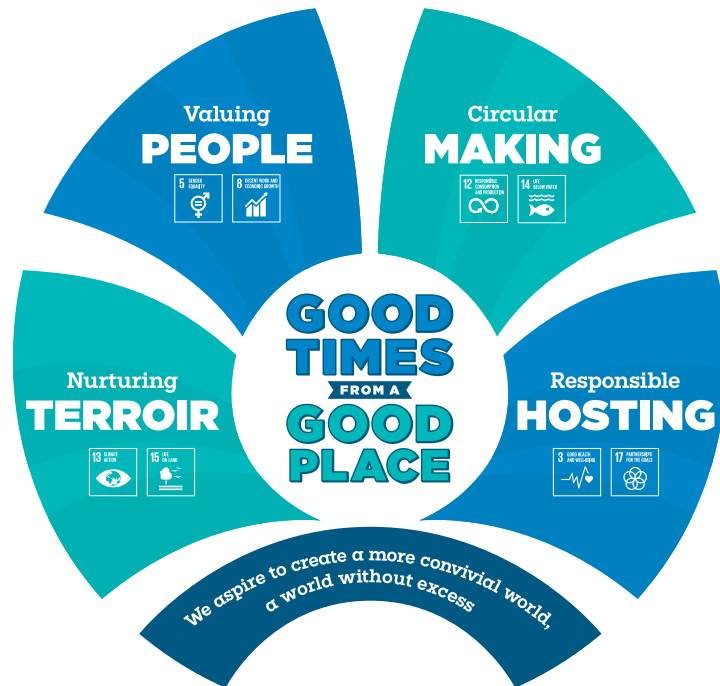 Valuing
PEOPLE
5 GENDER
EQUALITY
8 DECENT WORK AND
ECONOMIC GROWTH
Circular
MAKING
12 RESPONSIBLE
CONSUMPTION
AND PRODUCTION
14 LIFE
BELOW WATER
Nurturing
TERROIR
13 CLIMATE
ACTION
15 LIFE
ON LAND
GOOD
TIMES
FROM A
GOOD
PLACE
Responsible
HOSTING
3 GOOD HEALTH
AND WELL-BEING
17 PARTNERSHIPS
FOR THE GOALS
We aspire to create a more convivial world,
a world without excess